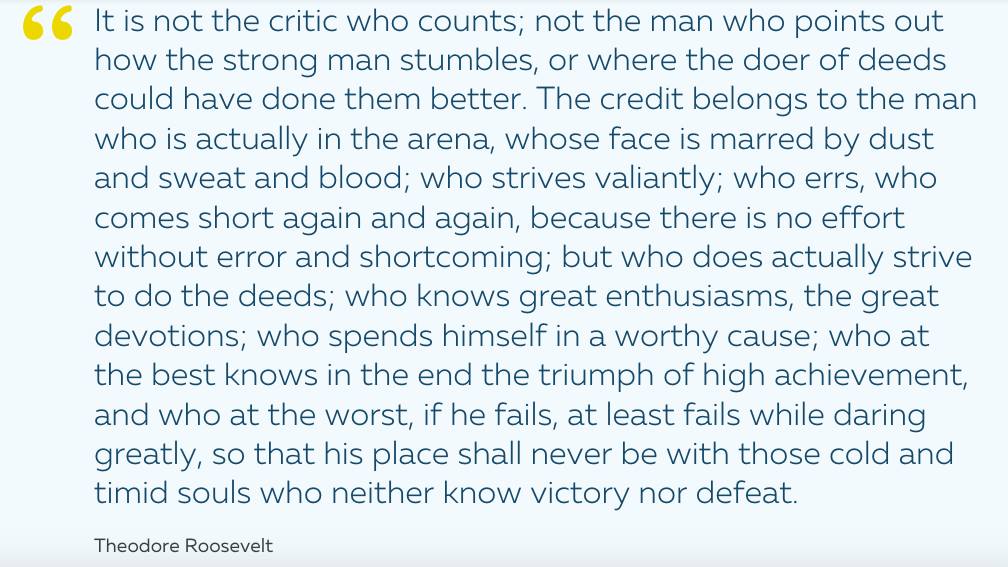 “
It is not the critic who counts; not the man who points out
how the strong man stumbles, or where the doer of deeds
could have done them better. The credit belongs to the man
who is actually in the arena, whose face is marred by dust
and sweat and blood; who strives valiantly; who errs, who
comes short again and again, because there is no effort
without error and shortcoming; but who does actually strive
to do the deeds; who knows great enthusiasms, the great
devotions; who spends himself in a worthy cause; who at
the best knows in the end the triumph of high achievement,
and who at the worst, if he fails, at least fails while daring
greatly, so that his place shall never be with those cold and
timid souls who neither know victory nor defeat.
Theodore Roosevelt